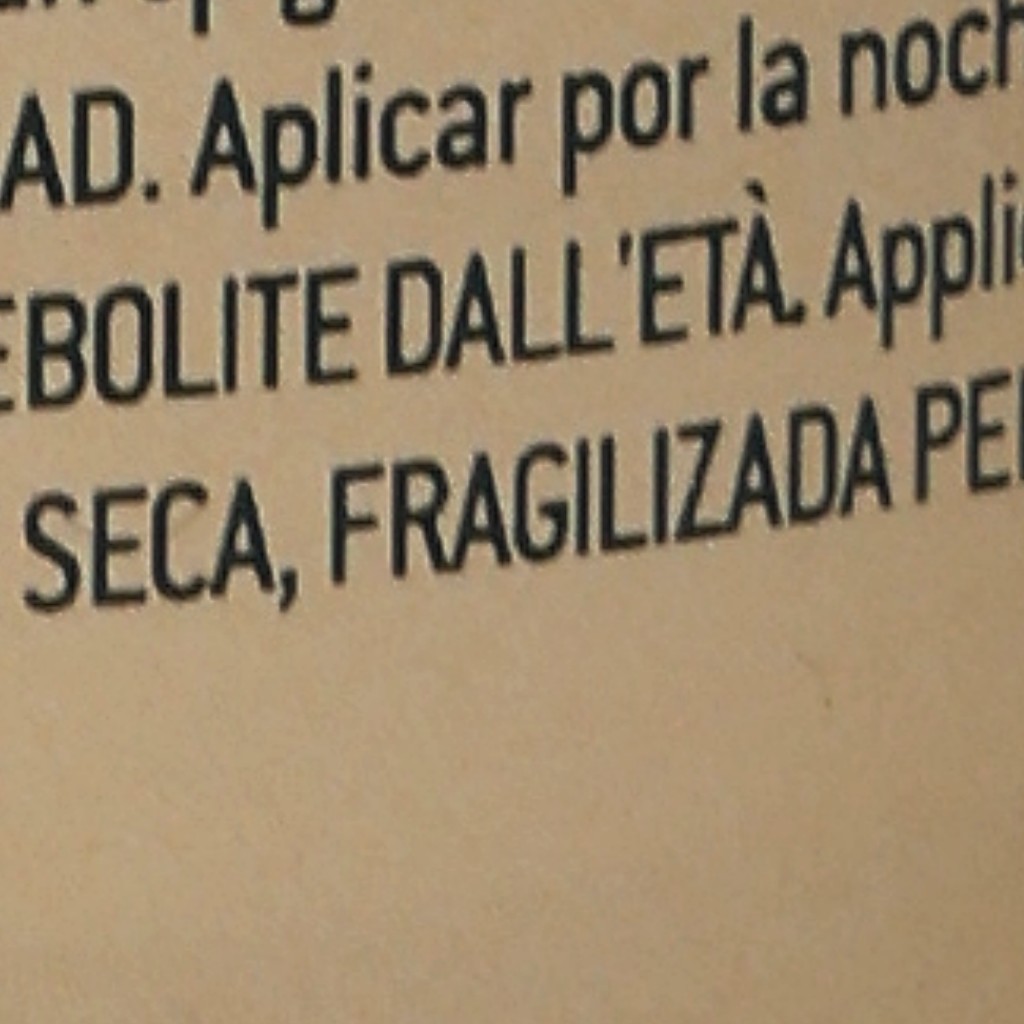 AD. Aplicar por la noch
EBOLITE DALL'ETÀ. Appli
SECA, FRAGILIZADA PE